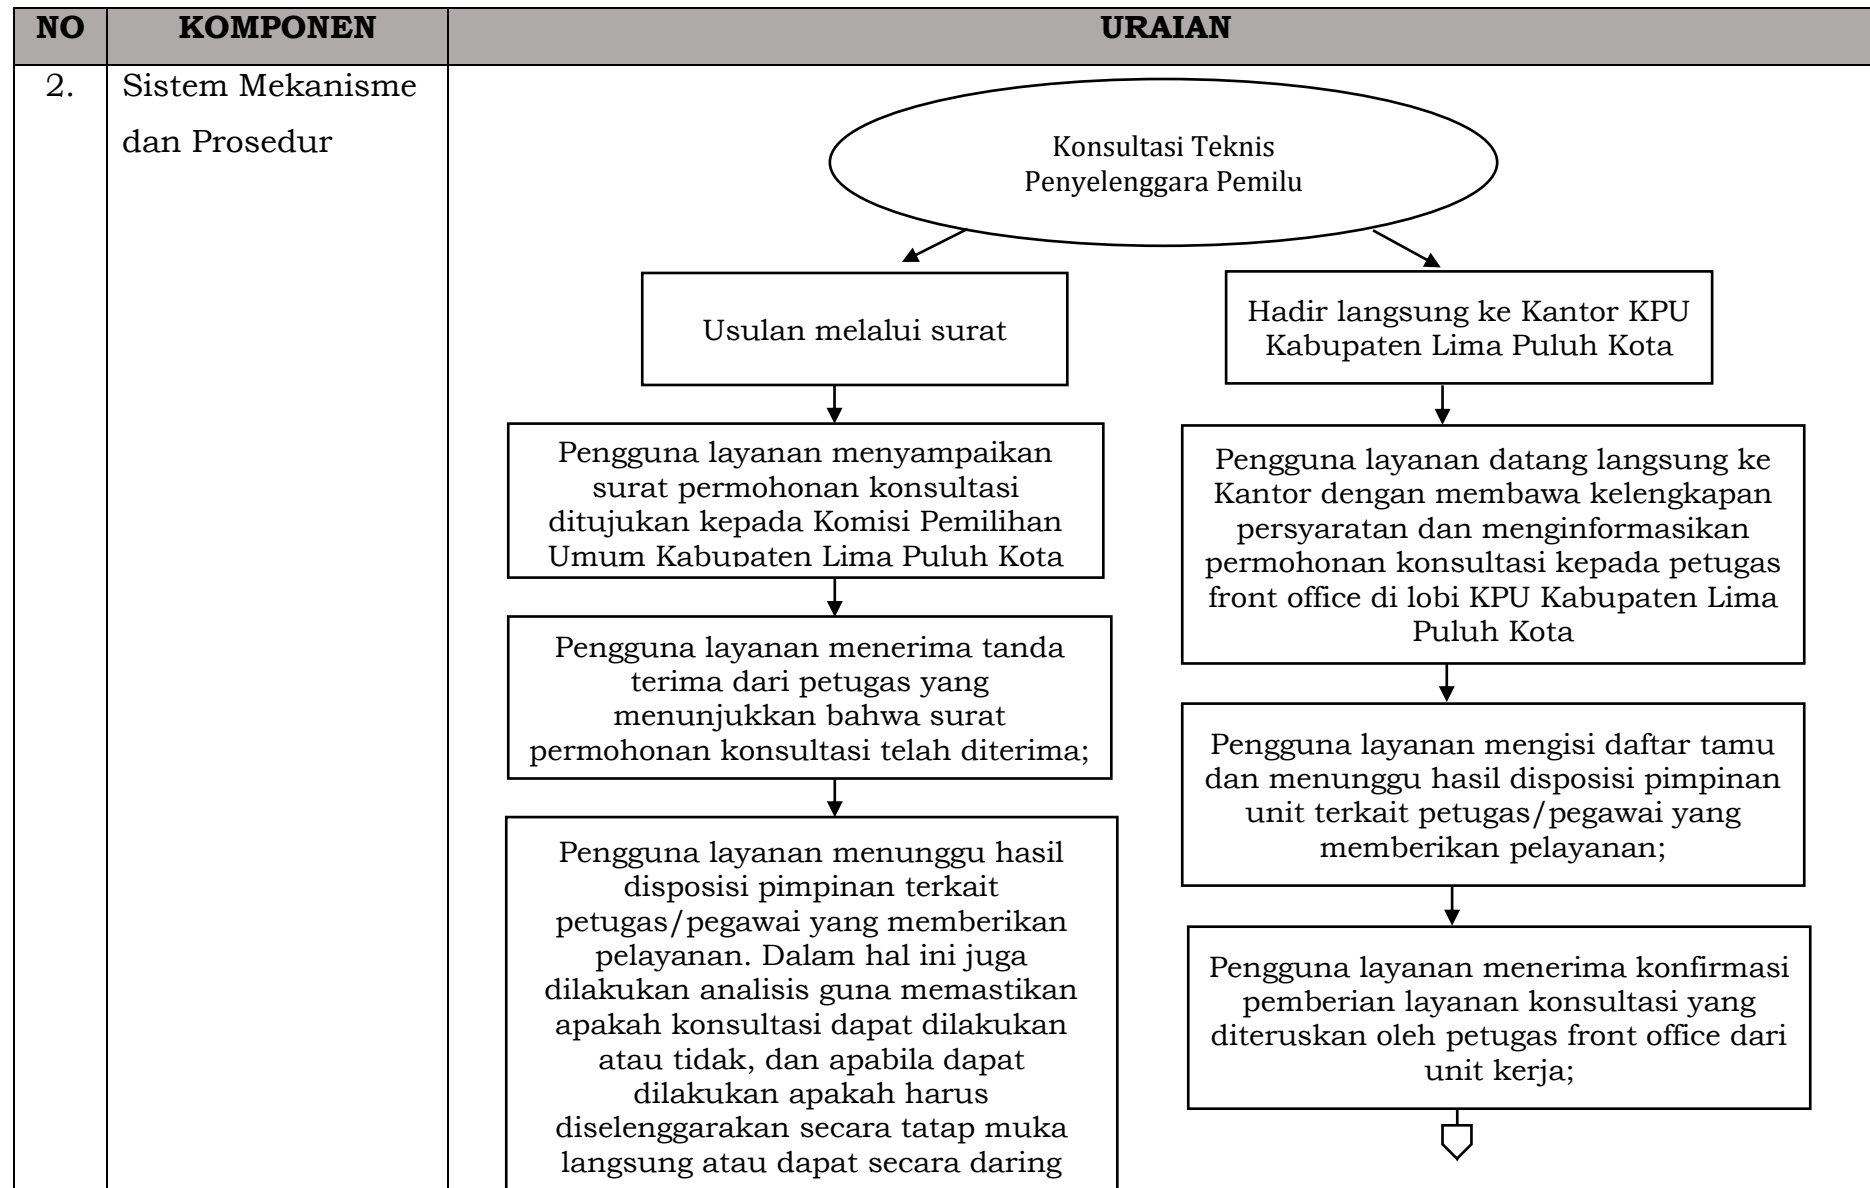 NO KOMPONEN URAIAN
2. Sistem Mekanisme
dan Prosedur
Konsultasi Teknis
Penyelenggara Pemilu
Usulan melalui surat
Pengguna layanan menyampaikan
surat permohonan konsultasi
ditujukan kepada Komisi Pemilihan
Umum Kabupaten Lima Puluh Kota
Pengguna layanan menerima tanda
terima dari petugas yang
menunjukkan bahwa surat
permohonan konsultasi telah diterima;
Pengguna layanan menunggu hasil
disposisi pimpinan terkait
petugas/pegawai yang memberikan
pelayanan. Dalam hal ini juga
dilakukan analisis guna memastikan
apakah konsultasi dapat dilakukan
atau tidak, dan apabila dapat
dilakukan apakah harus
diselenggarakan secara tatap muka
langsung atau dapat secara daring
Hadir langsung ke Kantor KPU
Kabupaten Lima Puluh Kota
Pengguna layanan datang langsung ke
Kantor dengan membawa kelengkapan
persyaratan dan menginformasikan
permohonan konsultasi kepada petugas
front office di lobi KPU Kabupaten Lima
Puluh Kota
Pengguna layanan mengisi daftar tamu
dan menunggu hasil disposisi pimpinan
unit terkait petugas/pegawai yang
memberikan pelayanan;
Pengguna layanan menerima konfirmasi
pemberian layanan konsultasi yang
diteruskan oleh petugas front office dari
unit kerja;